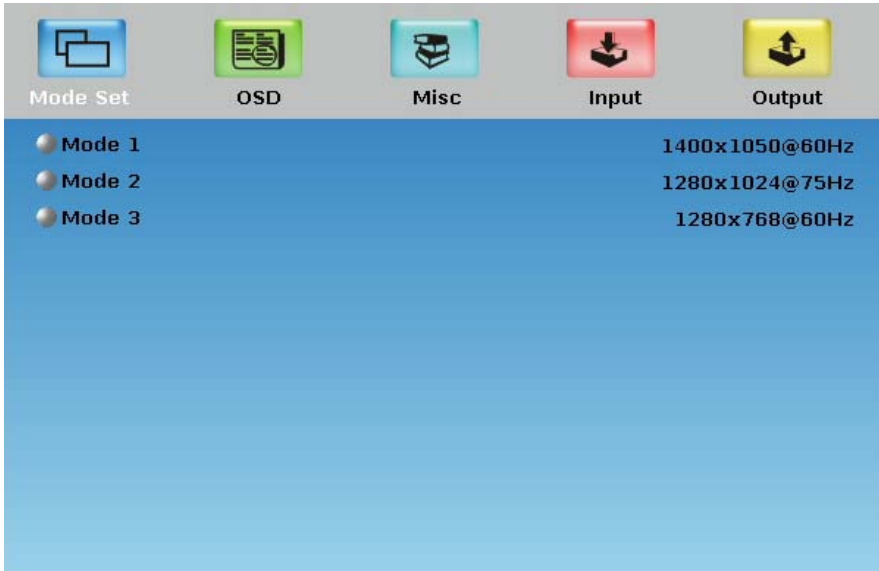 Mode Set OSD Misc Input Output
Mode 1 1400x1050@60Hz
Mode 2 1280x1024@75Hz
Mode 3 1280x768@60Hz